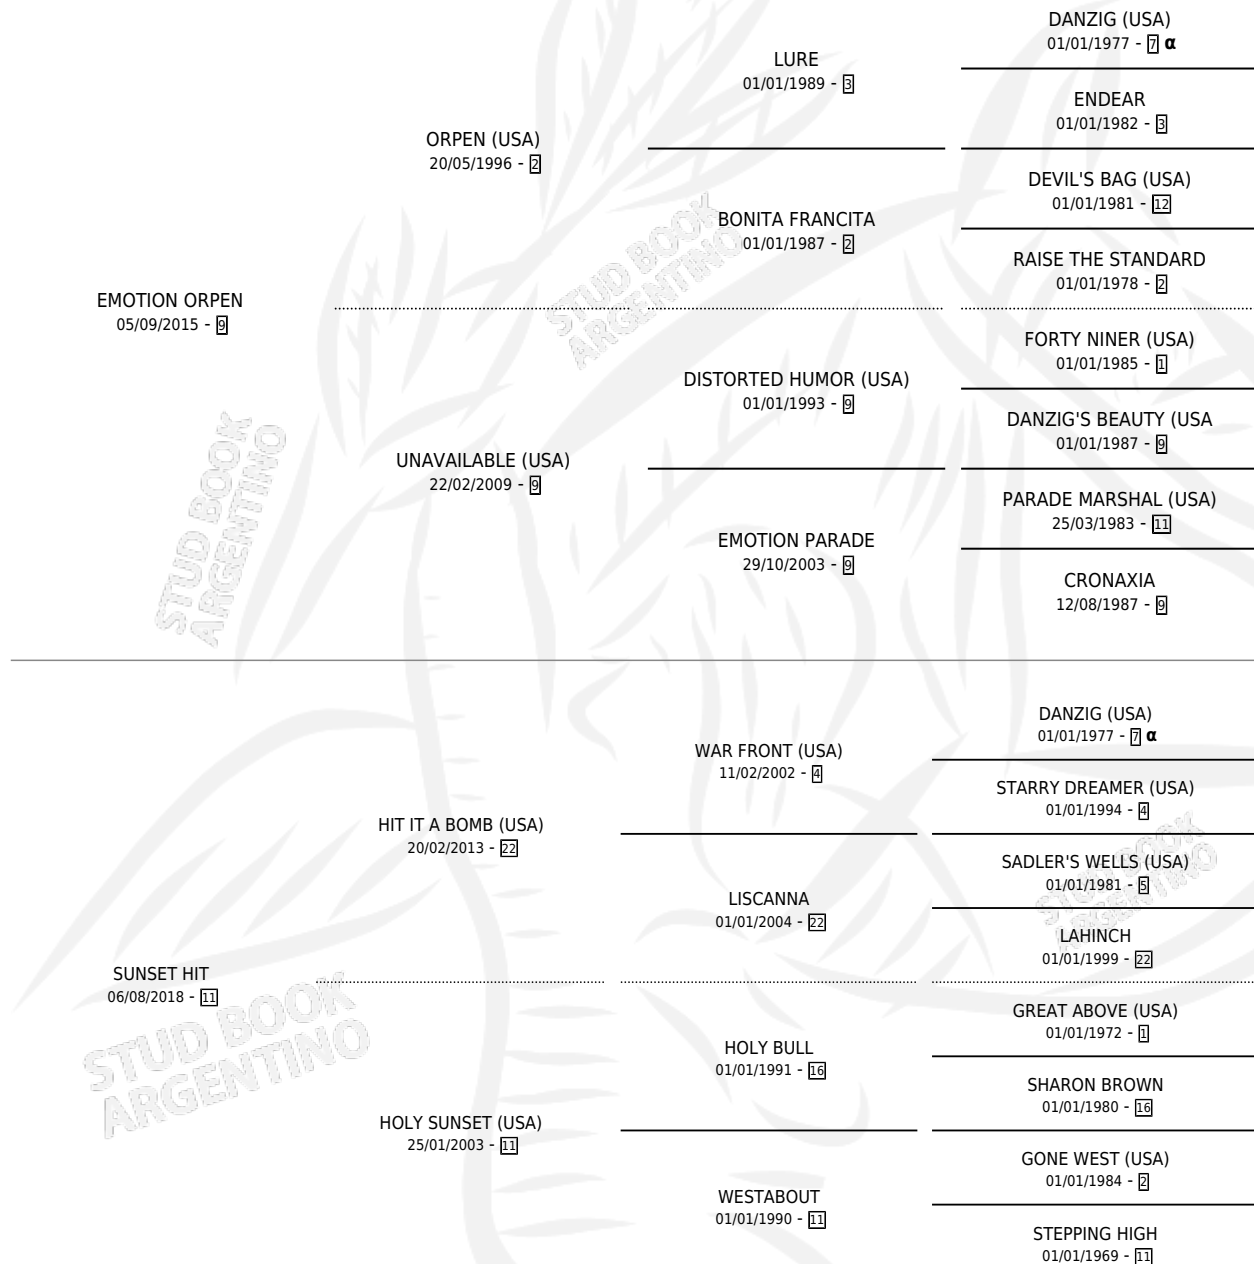 DANZIG (USA)
01/01/1977 - 7 α
LURE
01/01/1989 - 3
ENDEAR
01/01/1982 - 3
ORPEN (USA)
20/05/1996 - 2
DEVIL'S BAG (USA)
01/01/1981 - 12
BONITA FRANCITA
01/01/1987 - 2
RAISE THE STANDARD
01/01/1978 - 2
STUD BOOK
ARGENTINO
EMOTION ORPEN
05/09/2015 - 9
FORTY NINER (USA)
01/01/1985 - 1
DISTORTED HUMOR (USA)
01/01/1993 - 9
DANZIG'S BEAUTY (USA
01/01/1987 - 9
UNAVAILABLE (USA)
22/02/2009 - 9
PARADE MARSHAL (USA)
25/03/1983 - 11
EMOTION PARADE
29/10/2003 - 9
CRONAXIA
12/08/1987 - 9
STUD BOOK
ARGENTINO
DANZIG (USA)
01/01/1977 - 7 α
WAR FRONT (USA)
11/02/2002 - 4
STARRY DREAMER (USA)
01/01/1994 - 4
HIT IT A BOMB (USA)
20/02/2013 - 22
SADLER'S WELLS (USA)
01/01/1981 - 5
LISCANNA
01/01/2004 - 22
LAHINCH
01/01/1999 - 22
STUD BOOK
ARGENTINO
SUNSET HIT
06/08/2018 - 11
GREAT ABOVE (USA)
01/01/1972 - 1
HOLY BULL
01/01/1991 - 16
SHARON BROWN
01/01/1980 - 16
HOLY SUNSET (USA)
25/01/2003 - 11
GONE WEST (USA)
01/01/1984 - 2
WESTABOUT
01/01/1990 - 11
STEPPING HIGH
01/01/1969 - 11
STUD BOOK
ARGENTINO